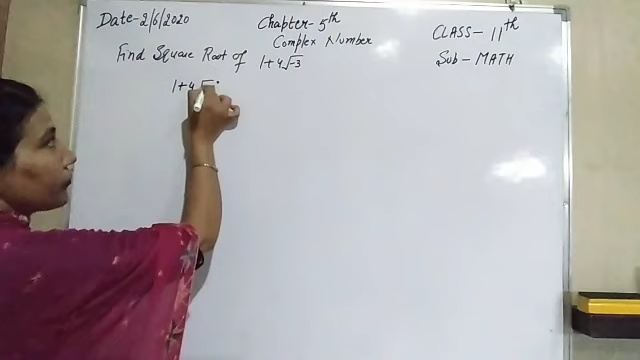 Date-2/6/2020
Chapter-5th
Complex Number
CLASS-11th
Sub-MATH
Find Square Root of 1+4√-3
1+4√